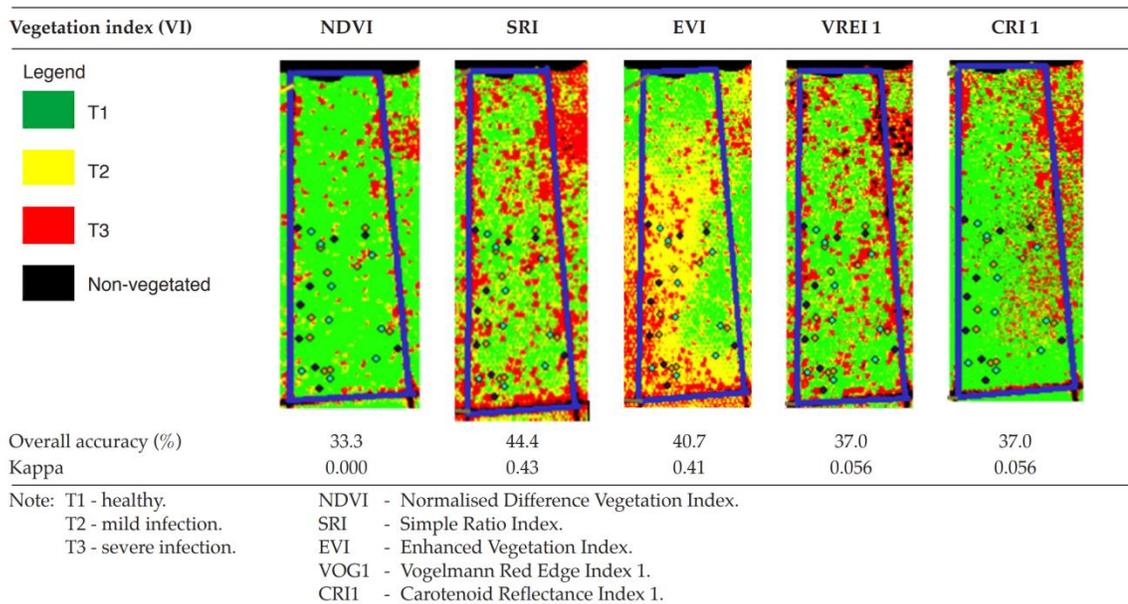 Vegetation index (VI) NDVI SRI EVI VREI 1 CRI 1
Legend
T1
T2
T3
Non-vegetated
Overall accuracy (%) 33.3 44.4 40.7 37.0 37.0
Kappa 0.000 0.43 0.41 0.056 0.056
Note: T1 - healthy. NDVI - Normalised Difference Vegetation Index.
T2 - mild infection. SRI - Simple Ratio Index.
T3 - severe infection. EVI - Enhanced Vegetation Index.
VOG1 - Vogelmann Red Edge Index 1.
CRI1 - Carotenoid Reflectance Index 1.